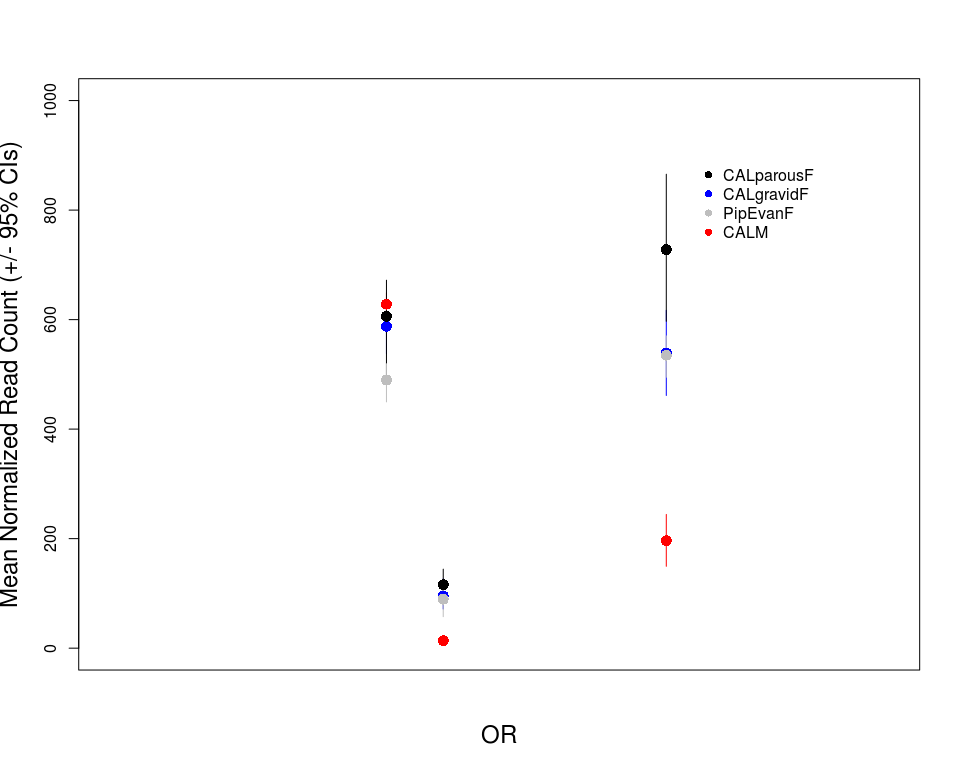 Mean Normalized Read Count (+/- 95% CIs)
1000
800
600
400
200
0
CALparousF
CALgravidF
PipEvanF
CALM
OR